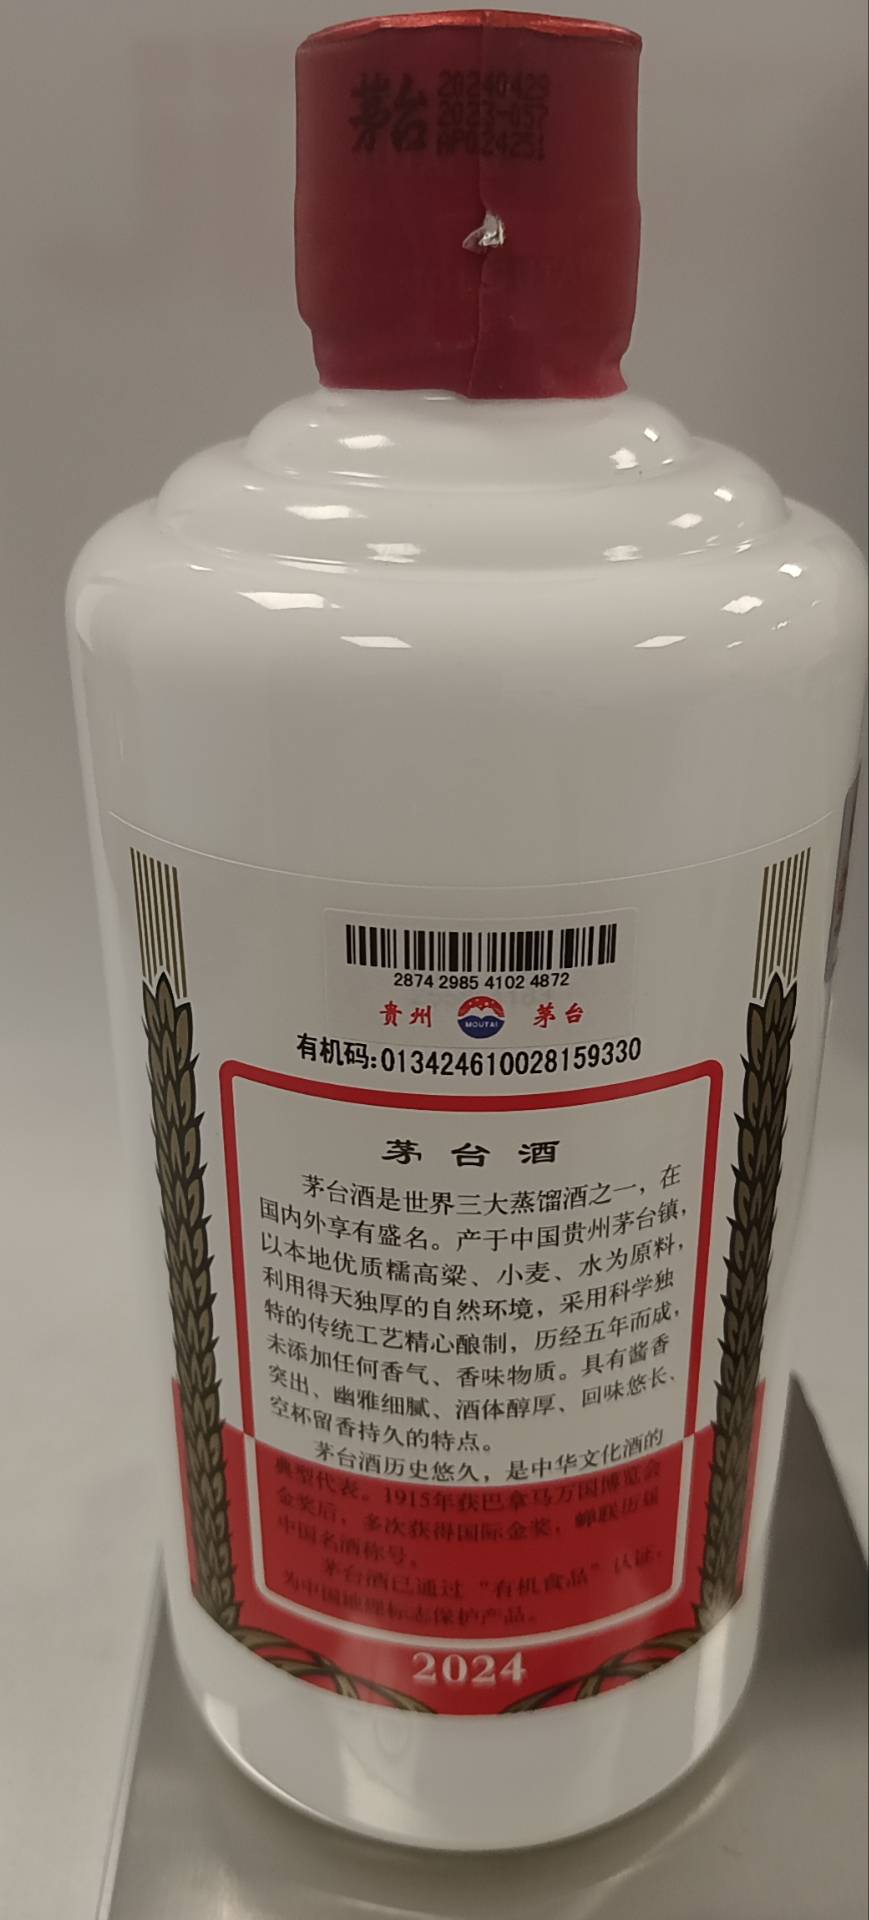 茅台
20240429
2023-057
AP024251
2874 2985 4102 4872
贵州 MOUTAI 茅台
有机码:013424610028159330
茅台酒
茅台酒是世界三大蒸馏酒之一，在
国内外享有盛名。产于中国贵州茅台镇，
以本地优质糯高粱、小麦、水为原料，
利用得天独厚的自然环境，采用科学独
特的传统工艺精心酿制，历经五年而成，
未添加任何香气、香味物质。具有酱香
突出、幽雅细腻、酒体醇厚、回味悠长、
空杯留香持久的特点。
茅台酒历史悠久，是中华文化酒的
典型代表。1915年获巴拿马万国博览会
金奖后，多次获得国际金奖，蝉联历届
中国名酒称号。
茅台酒已通过“有机食品”认证，
为中国地理标志保护产品。
2024